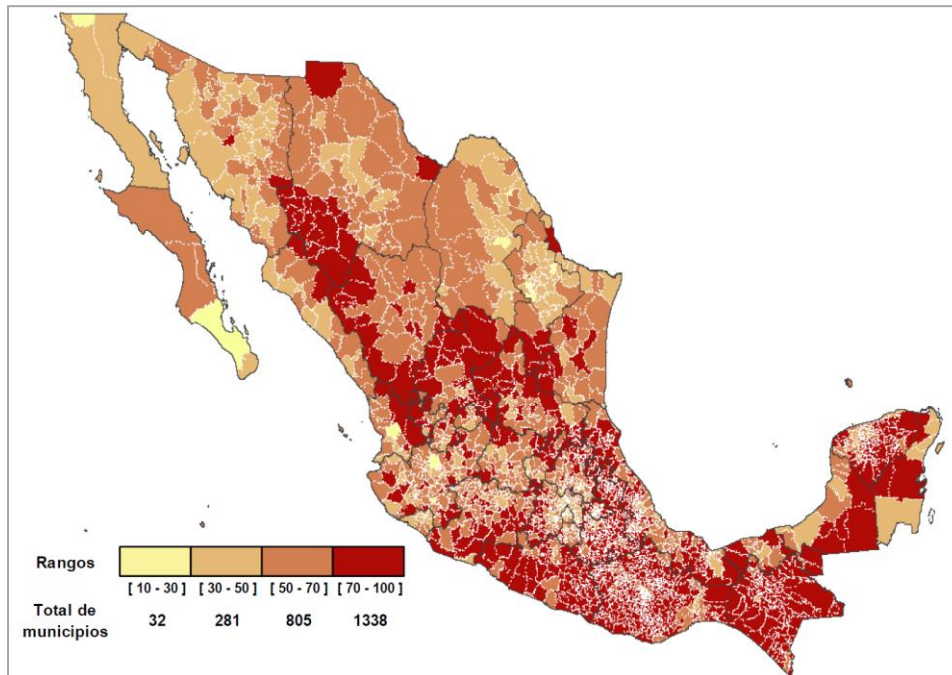 Rangos
[ 10 - 30 ] [ 30 - 50 ] [ 50 - 70 ] [ 70 - 100 ]
Total de municipios 32 281 805 1338